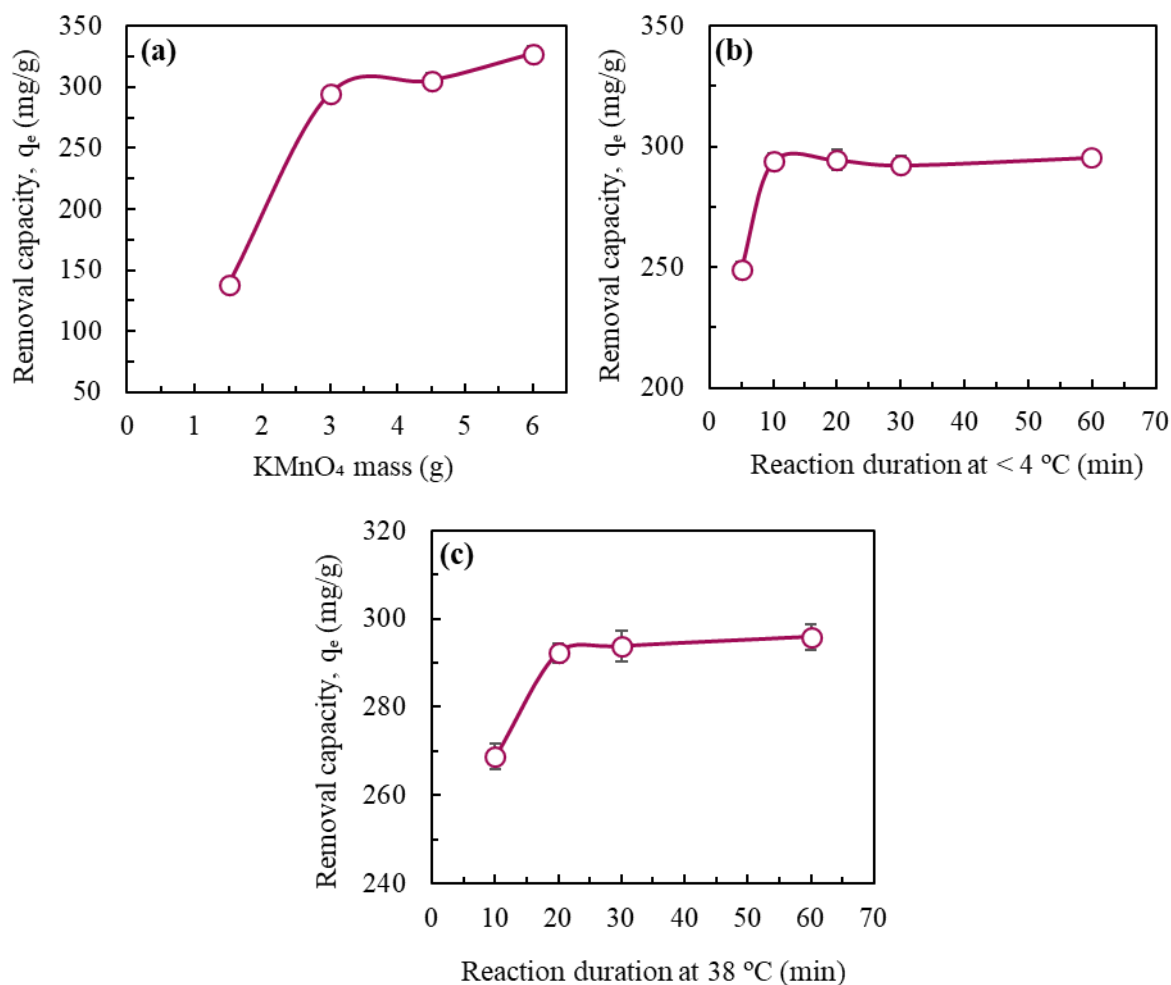 (a)
Removal capacity, qₑ (mg/g)
350
300
250
200
150
100
50
0 1 2 3 4 5 6
KMnO₄ mass (g)
(b)
Removal capacity, qₑ (mg/g)
350
300
250
200
0 10 20 30 40 50 60 70
Reaction duration at < 4 ºC (min)
(c)
Removal capacity, qₑ (mg/g)
320
300
280
260
240
0 10 20 30 40 50 60 70
Reaction duration at 38 ºC (min)